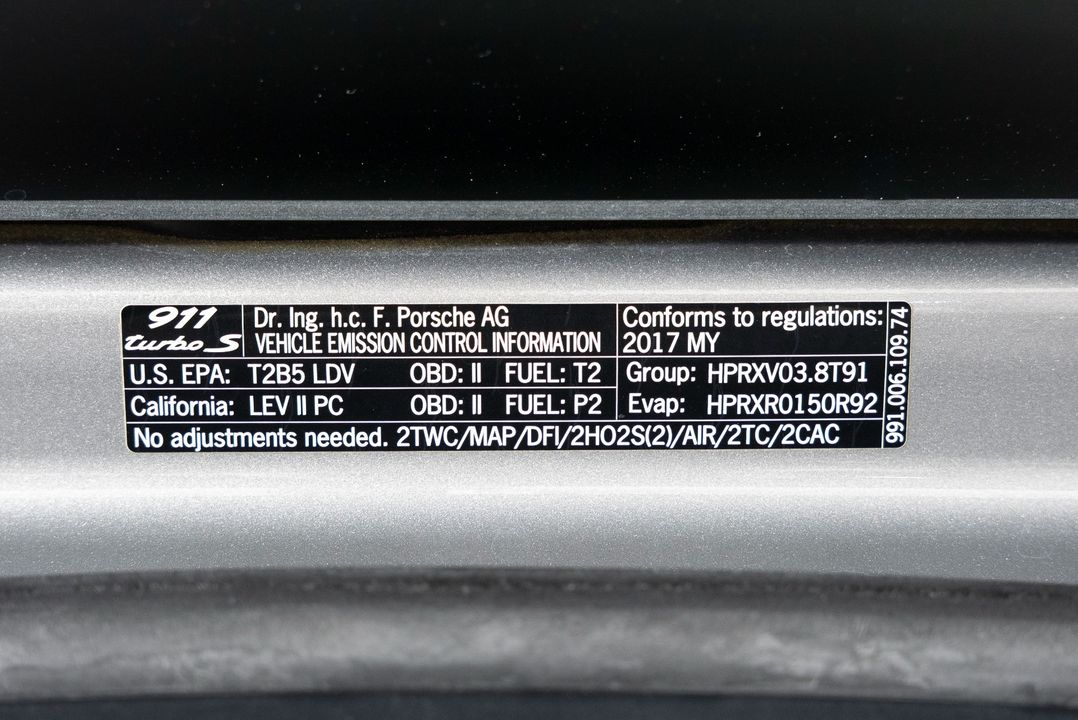 911
turbo S
Dr. Ing. h.c. F. Porsche AG
VEHICLE EMISSION CONTROL INFORMATION
Conforms to regulations:
2017 MY
U.S. EPA: T2B5 LDV OBD: II FUEL: T2
Group: HPRXV03.8T91
California: LEV II PC OBD: II FUEL: P2
Evap: HPRXR0150R92
No adjustments needed. 2TWC/MAP/DFI/2HO2S(2)/AIR/2TC/2CAC
991.006.109.74